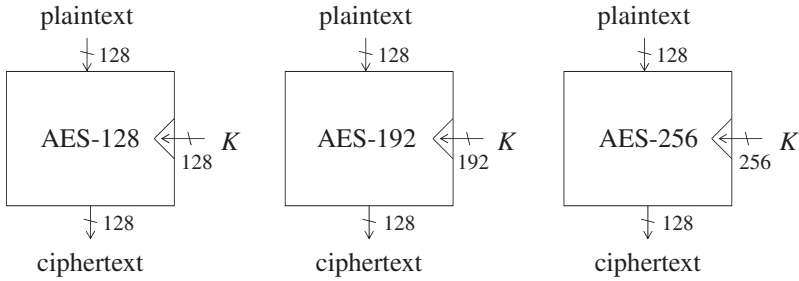 plaintext plaintext plaintext
128 128 128
AES-128 K AES-192 K AES-256 K
128 192 256
128 128 128
ciphertext ciphertext ciphertext